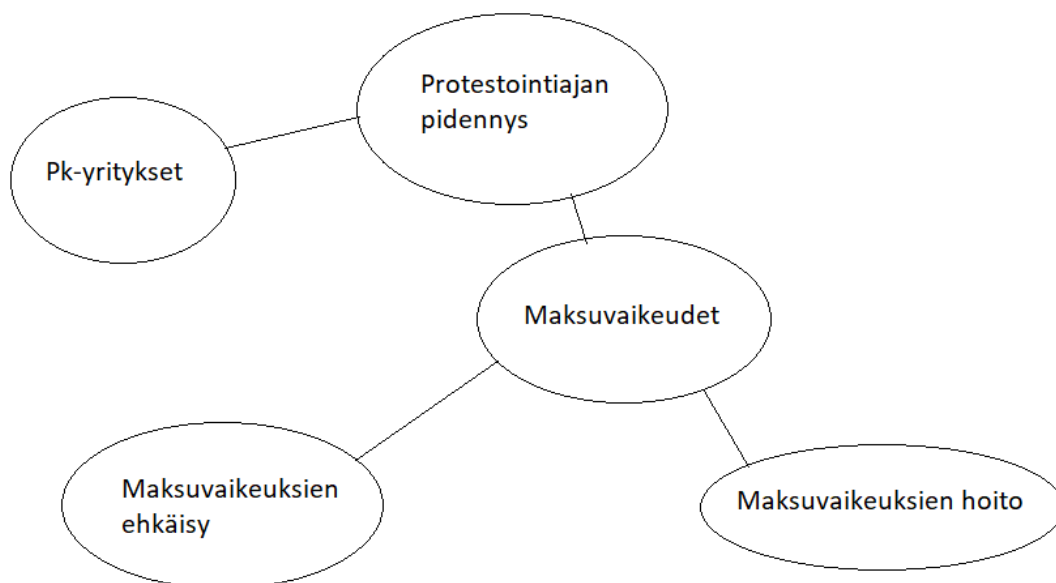 Protestointiajan
pidennys
Pk-yritykset
Maksuvaikeudet
Maksuvaikeuksien
ehkäisy
Maksuvaikeuksien hoito